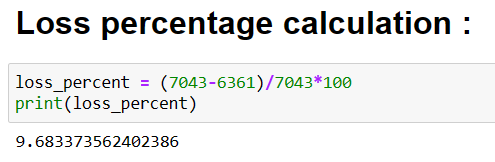 Loss percentage calculation :
loss_percent = (7043-6361)/7043*100
print(loss_percent)
9.683373562402386